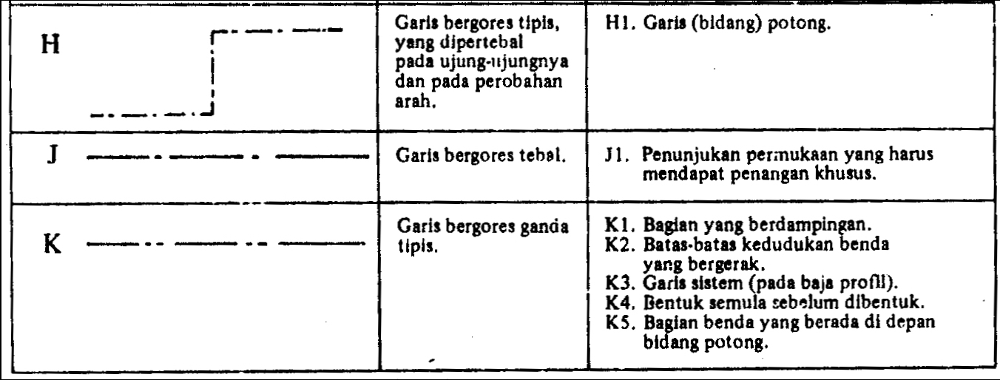 H
Garis bergores tipis,
yang dipertebal
pada ujung-ujungnya
dan pada perobahan
arah.
H1. Garis (bidang) potong.
J
Garis bergores tebal.
J1. Penunjukan permukaan yang harus
mendapat penangan khusus.
K
Garis bergores ganda
tipis.
K1. Bagian yang berdampingan.
K2. Batas-batas kedudukan benda
yang bergerak.
K3. Garis sistem (pada baja profil).
K4. Bentuk semula sebelum dibentuk.
K5. Bagian benda yang berada di depan
bidang potong.